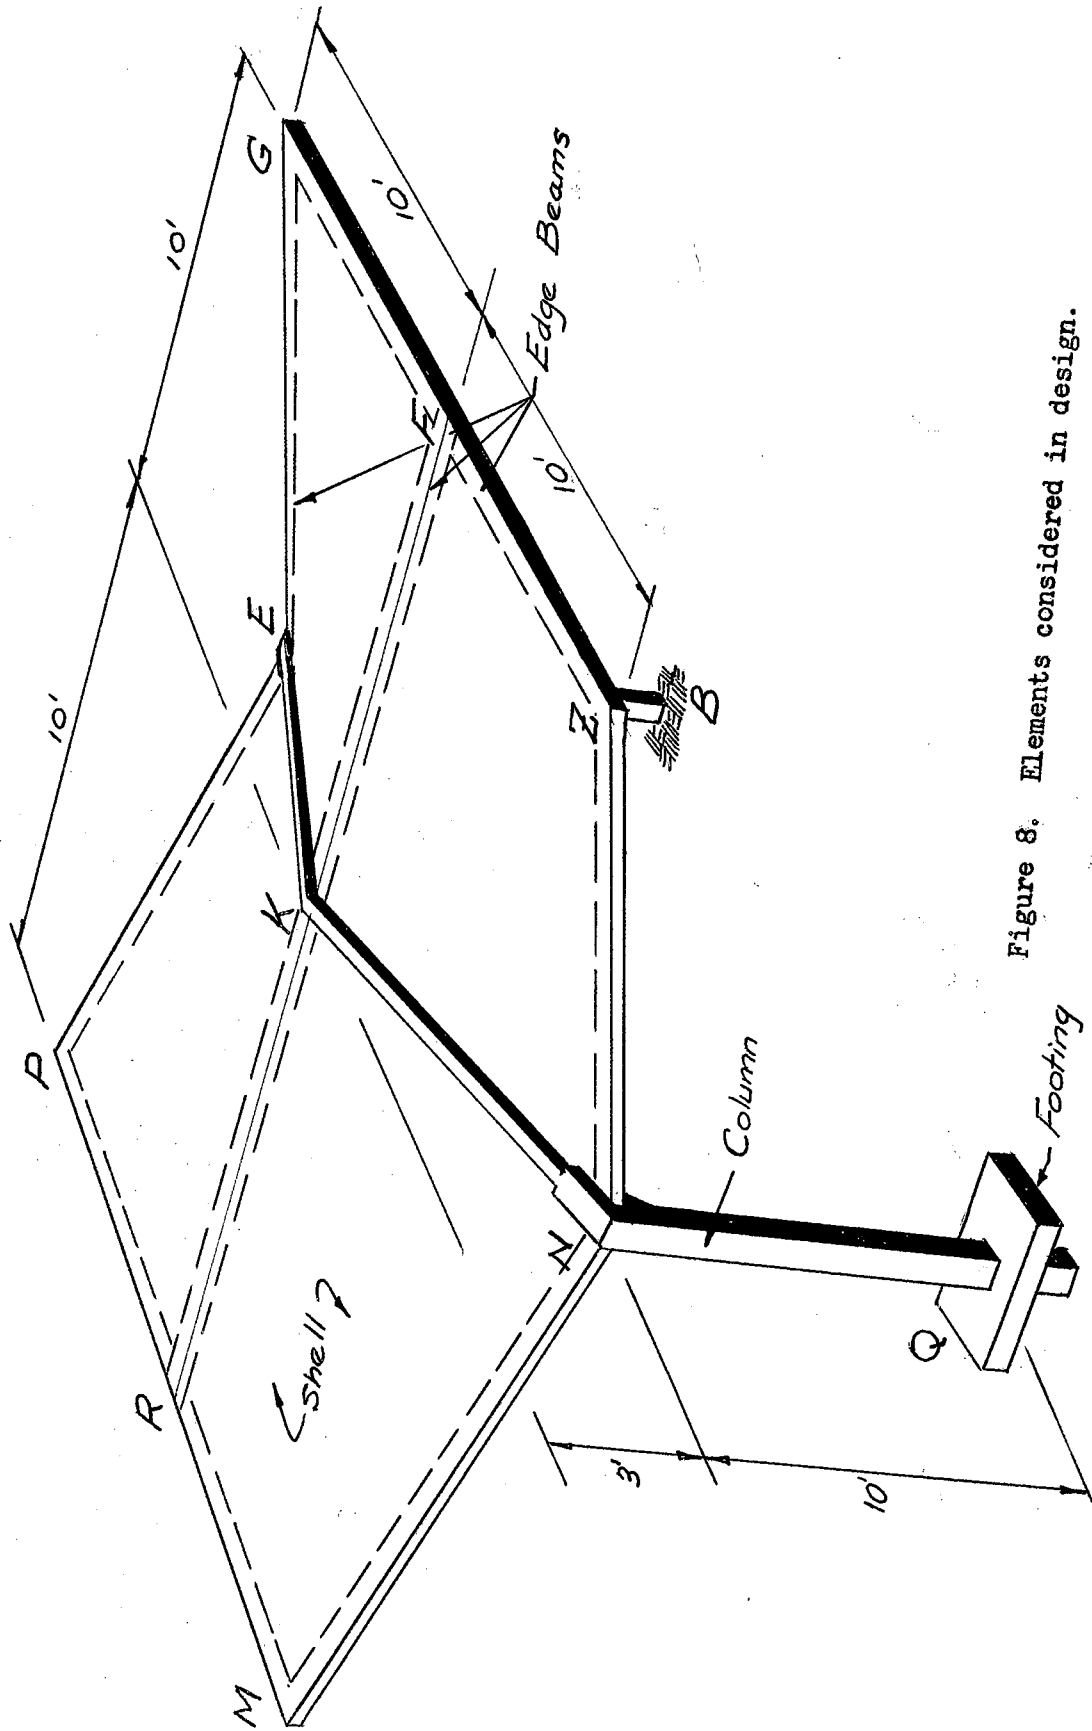 10'
P
10'
R
M
E
G
K
Shell
10'
F
Edge Beams
10'
N
Z
3'
B
Column
10'
Q
Footing
Figure 8. Elements considered in design.